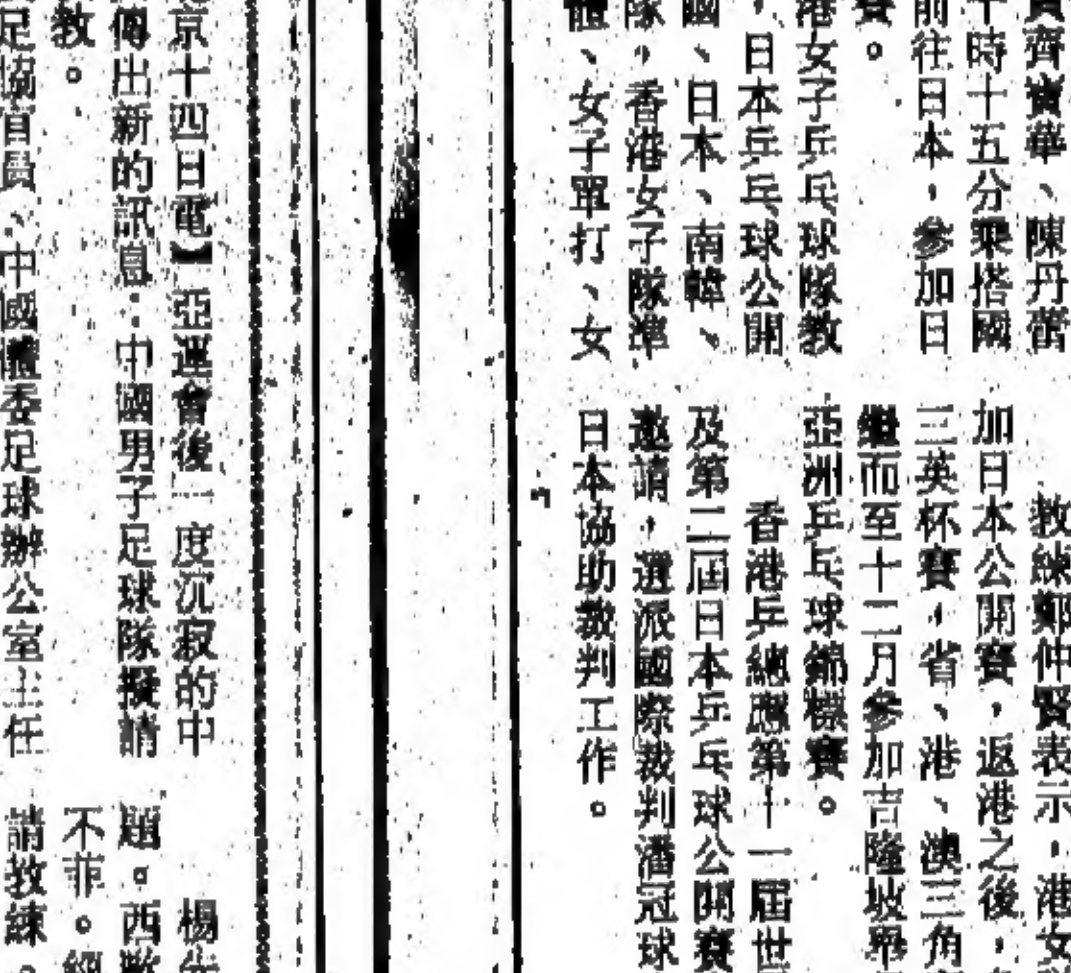 齊寶華、陳丹蕾
午時十五分乘搭國
前往日本，參加日
賽。
港女子乒乓球隊教
，日本乒乓球公開
國、日本、南韓、
隊，香港女子隊準
體、女子單打、女
教練鄭仲賢表示，港女
加日本公開賽，返港之後，
三英杯賽，省、港、澳三角
繼而至十二月參加吉隆坡舉
亞洲乒乓球錦標賽。
香港乒總應第十一屆世
及第二屆日本乒乓球公開賽
邀請，選派國際裁判潘冠球
日本協助裁判工作。
京十四日電】亞運會後一度沉寂的中
傳出新的訊息：中國男子足球隊擬請
教。
足協官員、中國體委足球辦公室主任
楊
題。西
不菲。
請教練。